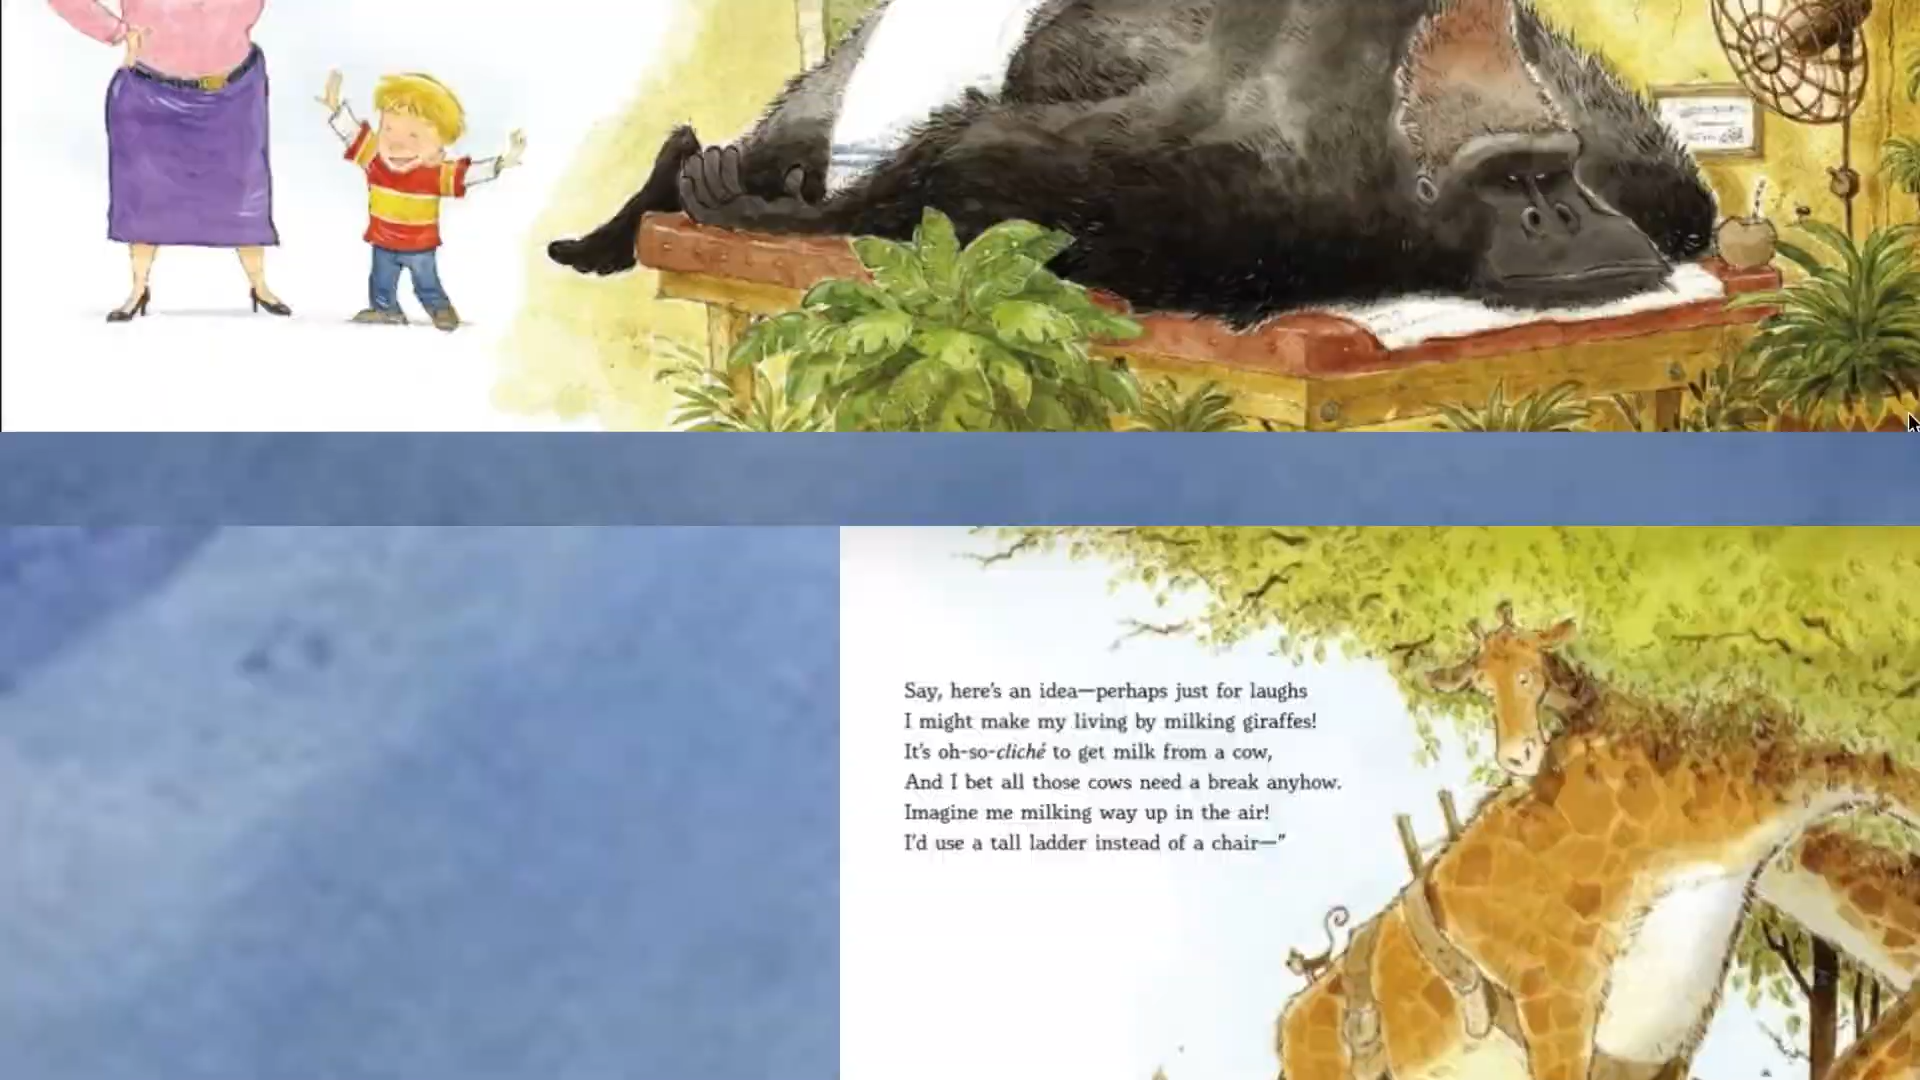 Say, here's an idea—perhaps just for laughs
I might make my living by milking giraffes!
It's oh-so-cliché to get milk from a cow,
And I bet all those cows need a break anyhow.
Imagine me milking way up in the air!
I'd use a tall ladder instead of a chair—”